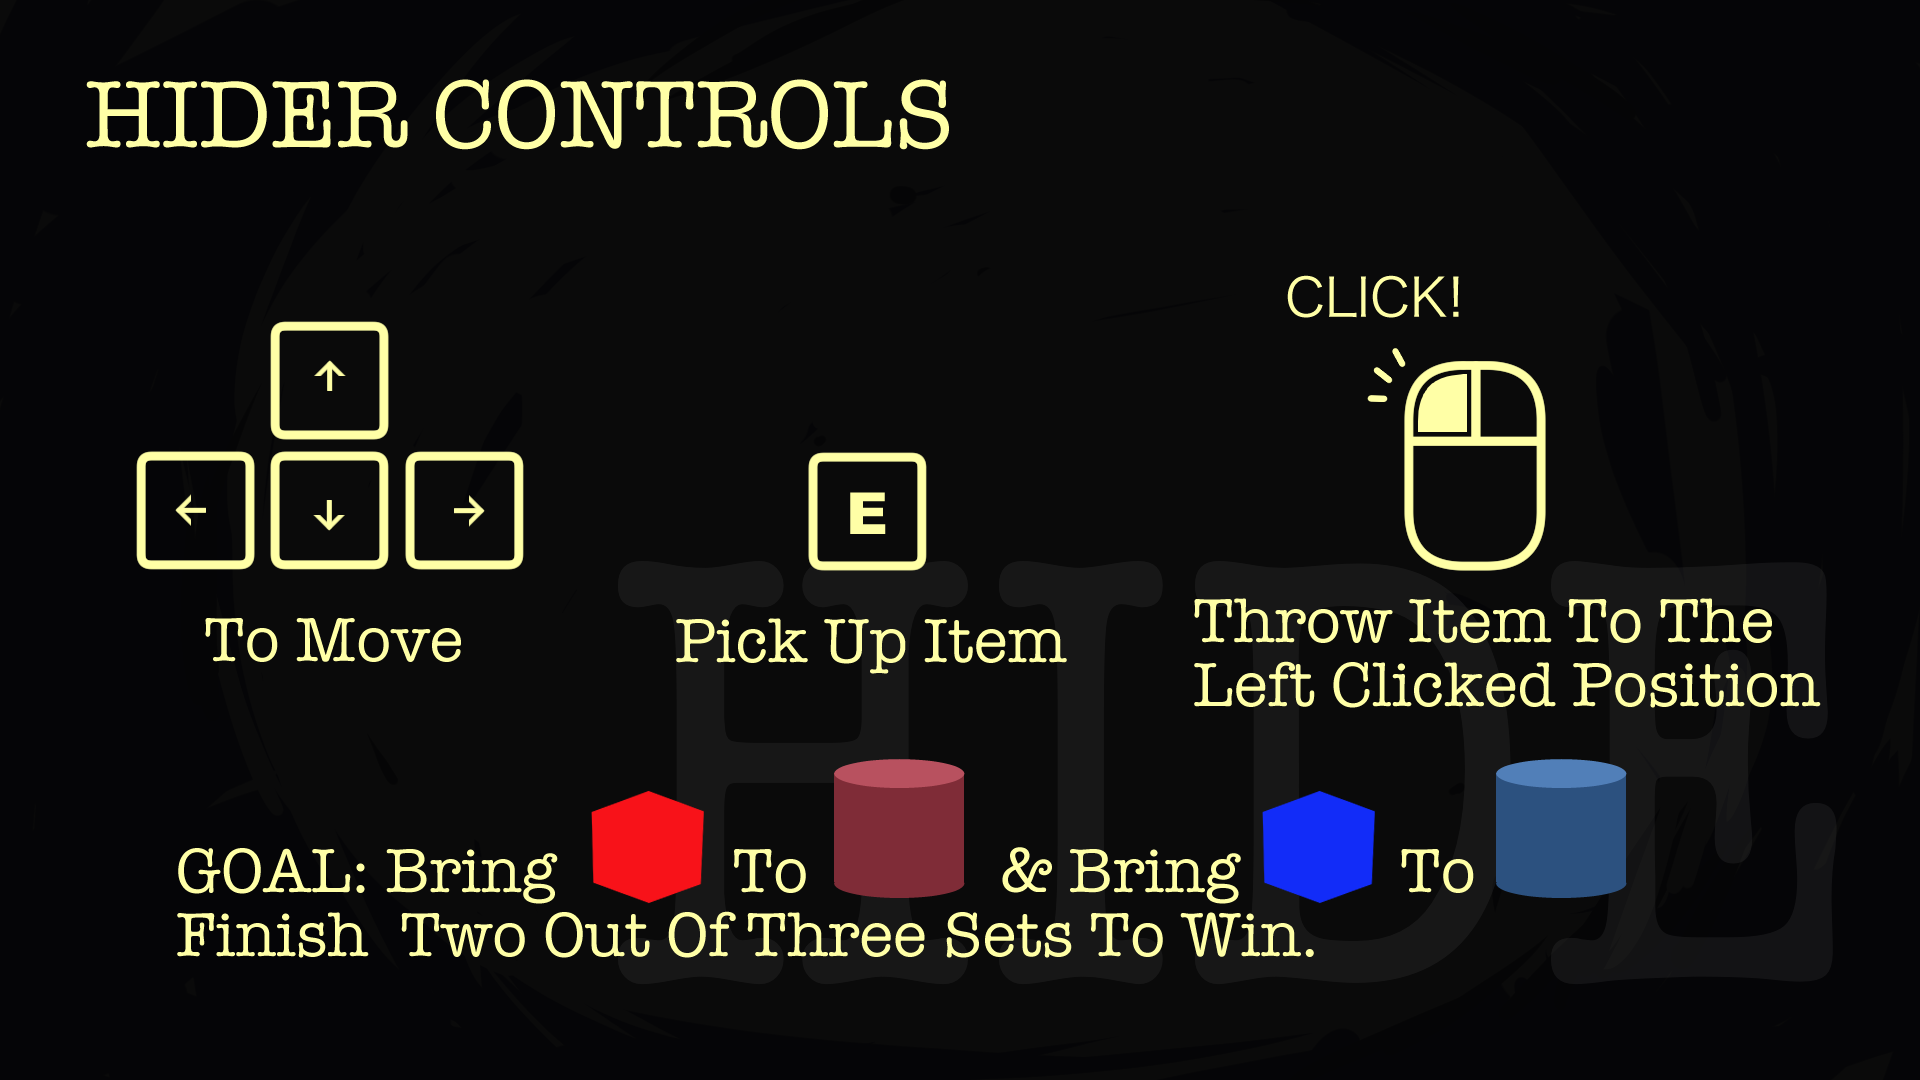 HIDER CONTROLS
CLICK!
↑
← ↓ →
E
To Move
Pick Up Item
Throw Item To The
Left Clicked Position
HIDE
GOAL: Bring To & Bring To
Finish Two Out Of Three Sets To Win.